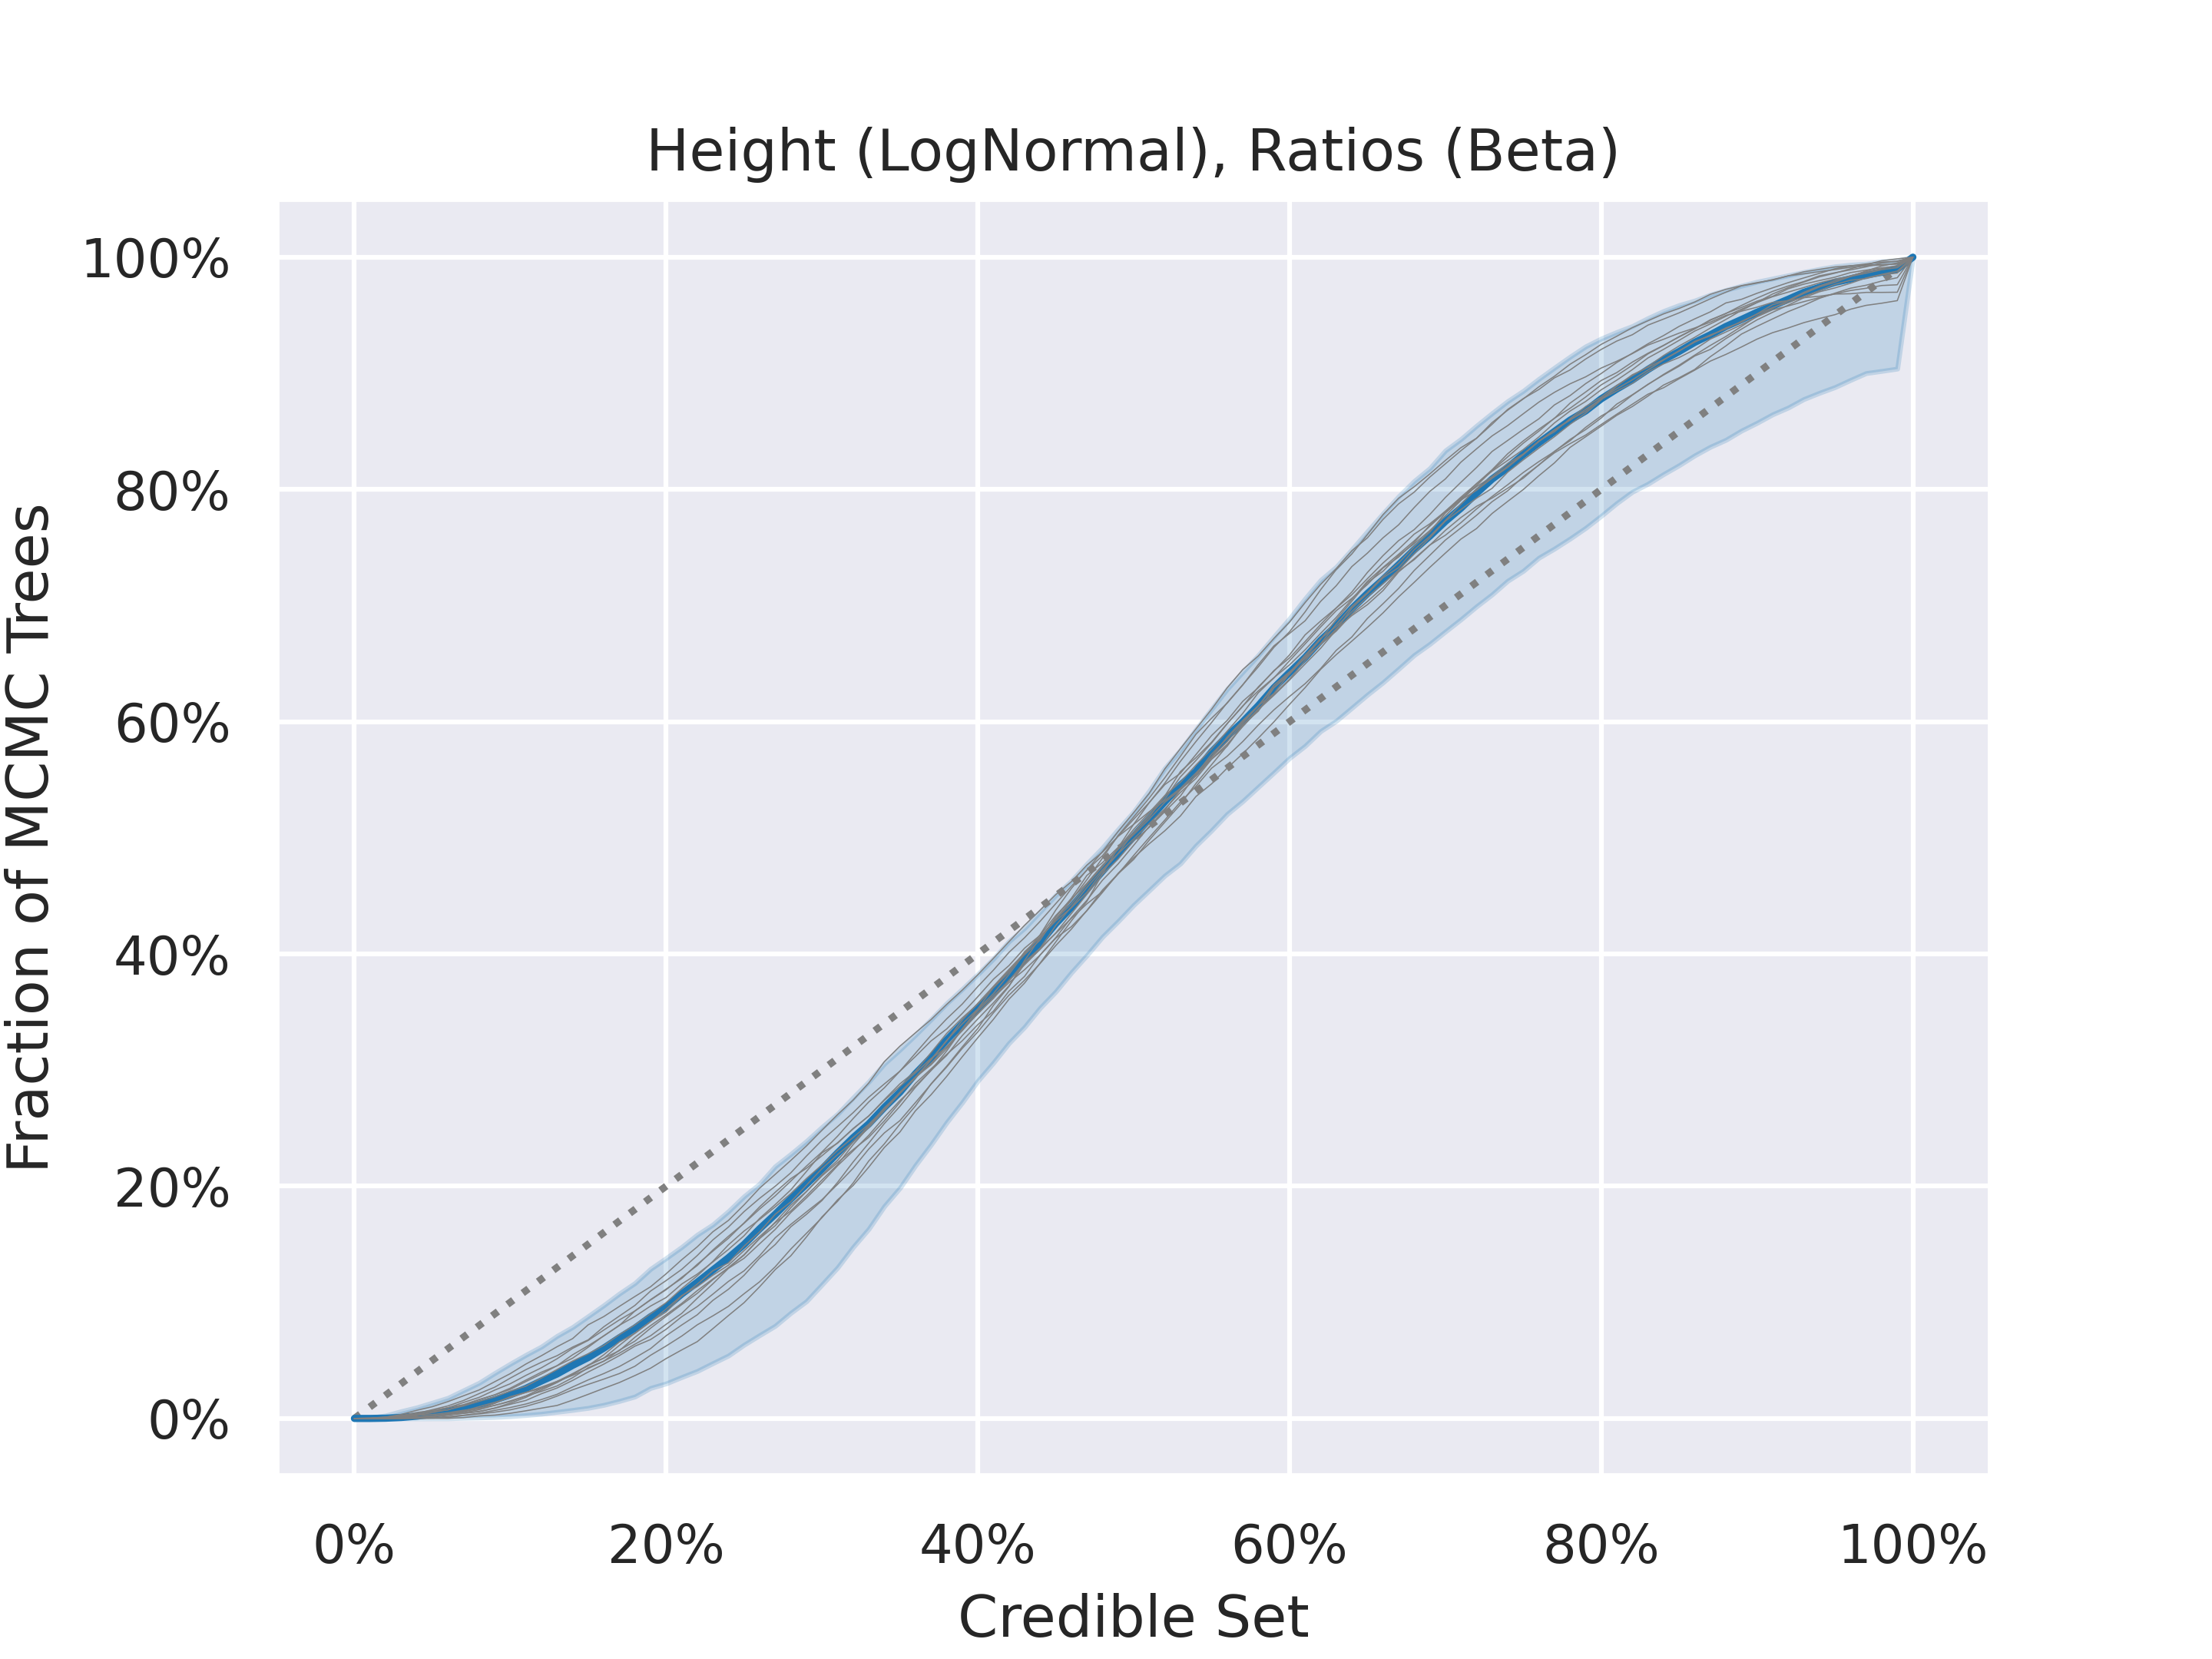 Height (LogNormal), Ratios (Beta)
100%
80%
60%
40%
20%
0%
Fraction of MCMC Trees
0% 20% 40% 60% 80% 100%
Credible Set